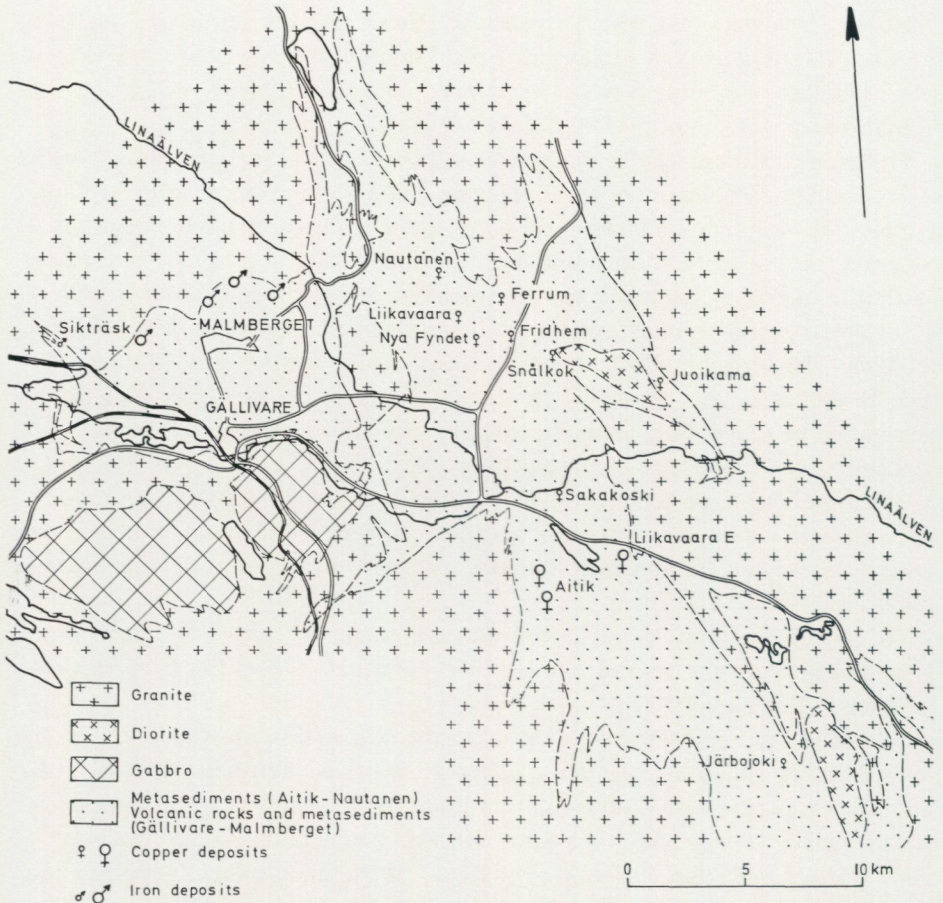 LINAÄLVEN
Nautanen
Ferrum
Liikavaara
MALMBERGET
Sikträsk
Nya Fyndet
Fridhem
Snålkok
Juoikama
GÄLLIVARE
Sakakoski
LINAÄLVEN
Liikavaara E
Aitik
Granite
Diorite
Gabbro
Järbojoki
Metasediments (Aitik-Nautanen)
Volcanic rocks and metasediments
(Gällivare-Malmberget)
Copper deposits
Iron deposits
0 5 10 km